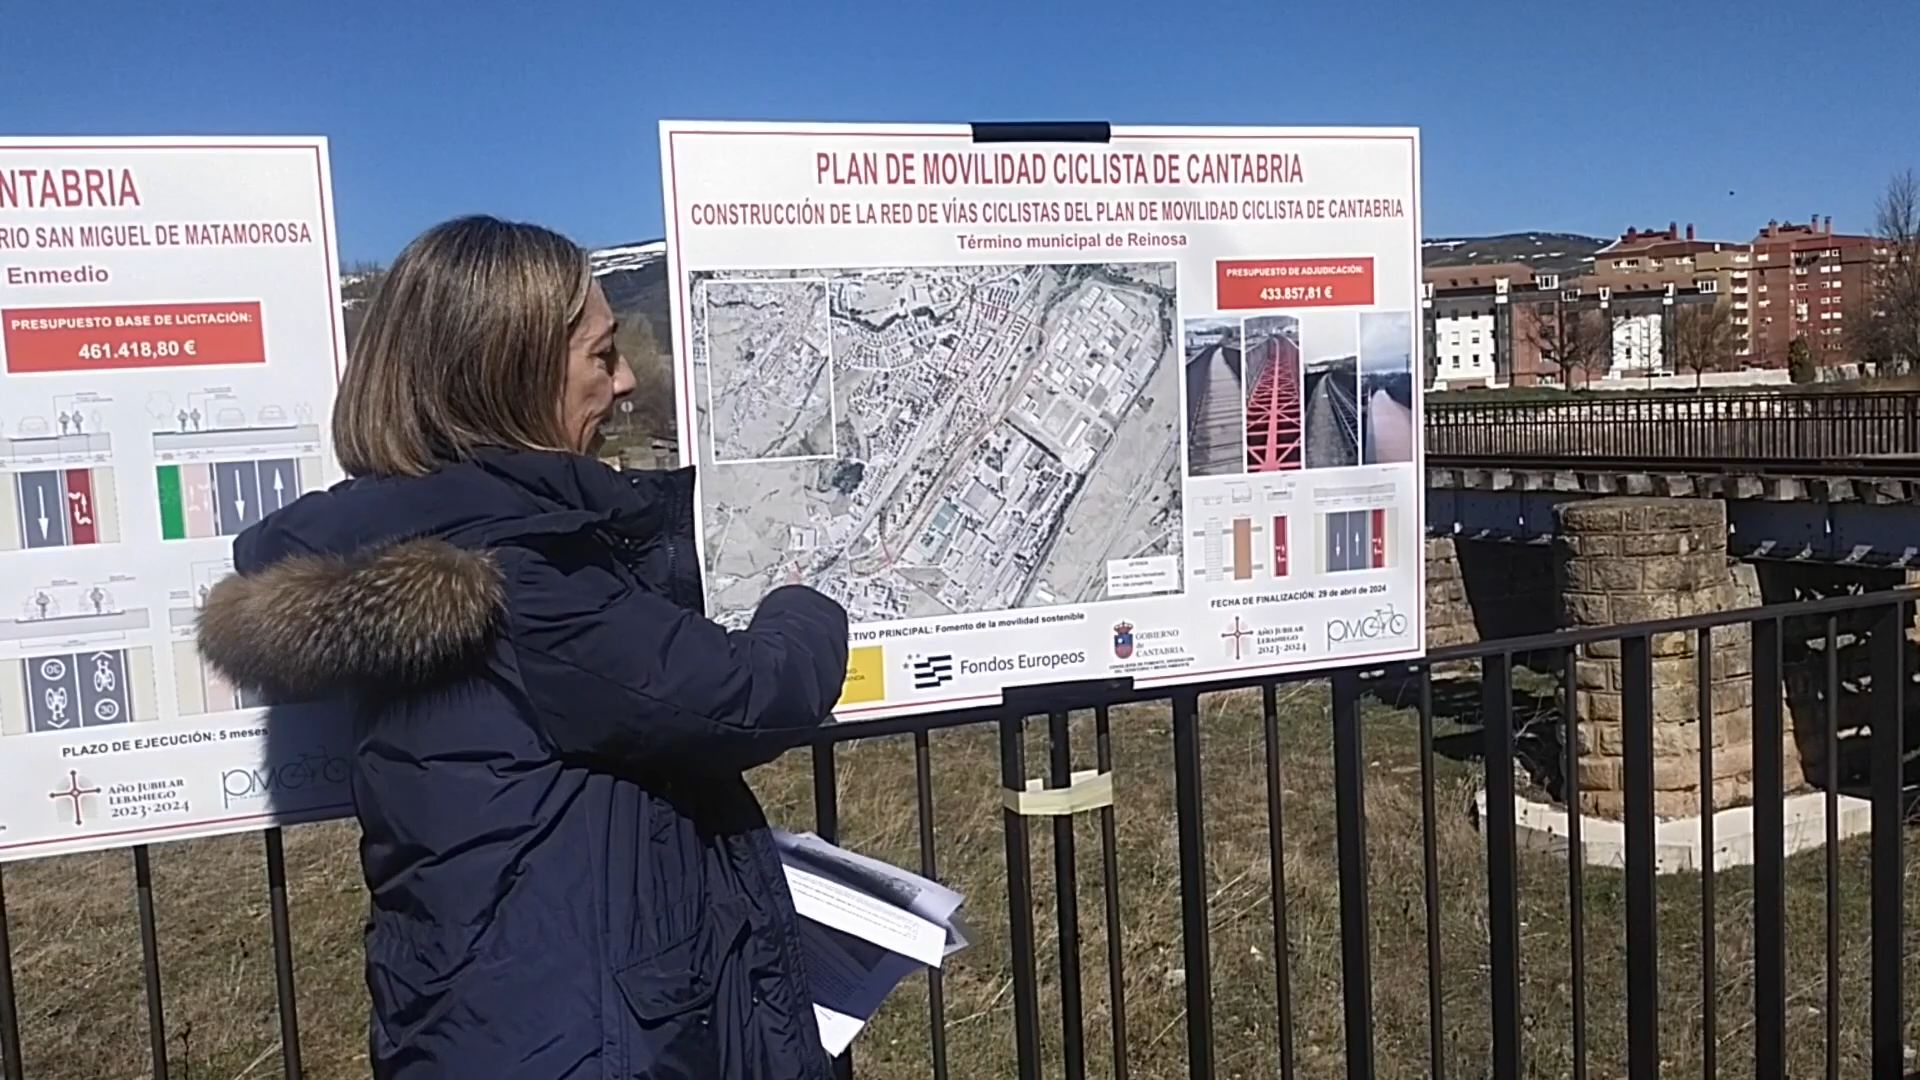 NTABRIA
RIO SAN MIGUEL DE MATAMOROSA
Enmedio
PRESUPUESTO BASE DE LICITACIÓN:
461.418,80 €
PLAZO DE EJECUCIÓN: 5 meses
AÑO JUBILAR
LEBANIEGO
2023-2024
PLAN DE MOVILIDAD CICLISTA DE CANTABRIA
CONSTRUCCIÓN DE LA RED DE VÍAS CICLISTAS DEL PLAN DE MOVILIDAD CICLISTA DE CANTABRIA
Término municipal de Reinosa
PRESUPUESTO DE ADJUDICACIÓN:
433.857,81 €
FECHA DE FINALIZACIÓN: 29 de abril de 2024
ETIVO PRINCIPAL: Fomento de la movilidad sostenible
Fondos Europeos
GOBIERNO
de
CANTABRIA
AÑO JUBILAR
LEBANIEGO
2023-2024